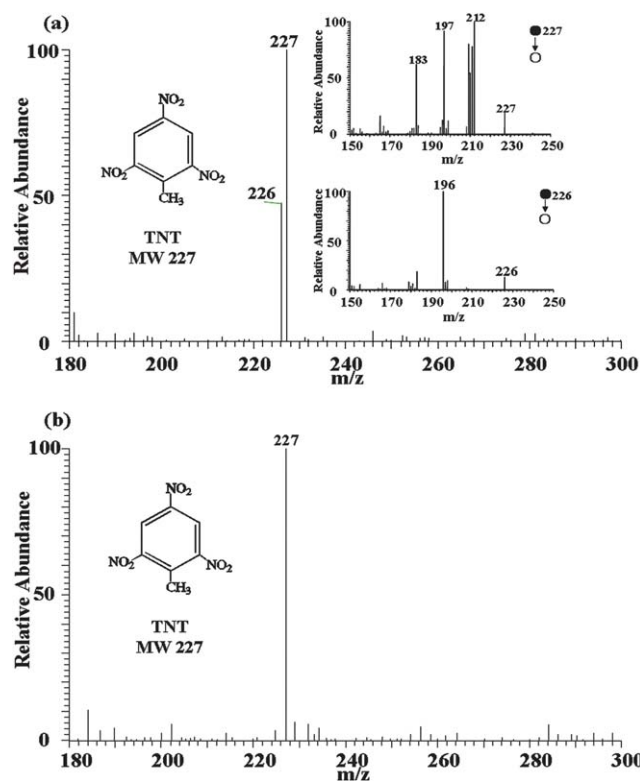 (a)
Relative Abundance
100
50
0
227
226
NO₂
NO₂
NO₂
CH₃
TNT
MW 227
180
200
220
240
260
280
300
m/z
Relative Abundance
100
50
0
183
197
212
227
227
150
170
190
210
230
250
m/z
Relative Abundance
100
50
0
196
226
226
150
170
190
210
230
250
m/z
(b)
Relative Abundance
100
50
0
227
NO₂
NO₂
NO₂
CH₃
TNT
MW 227
180
200
220
240
260
280
300
m/z